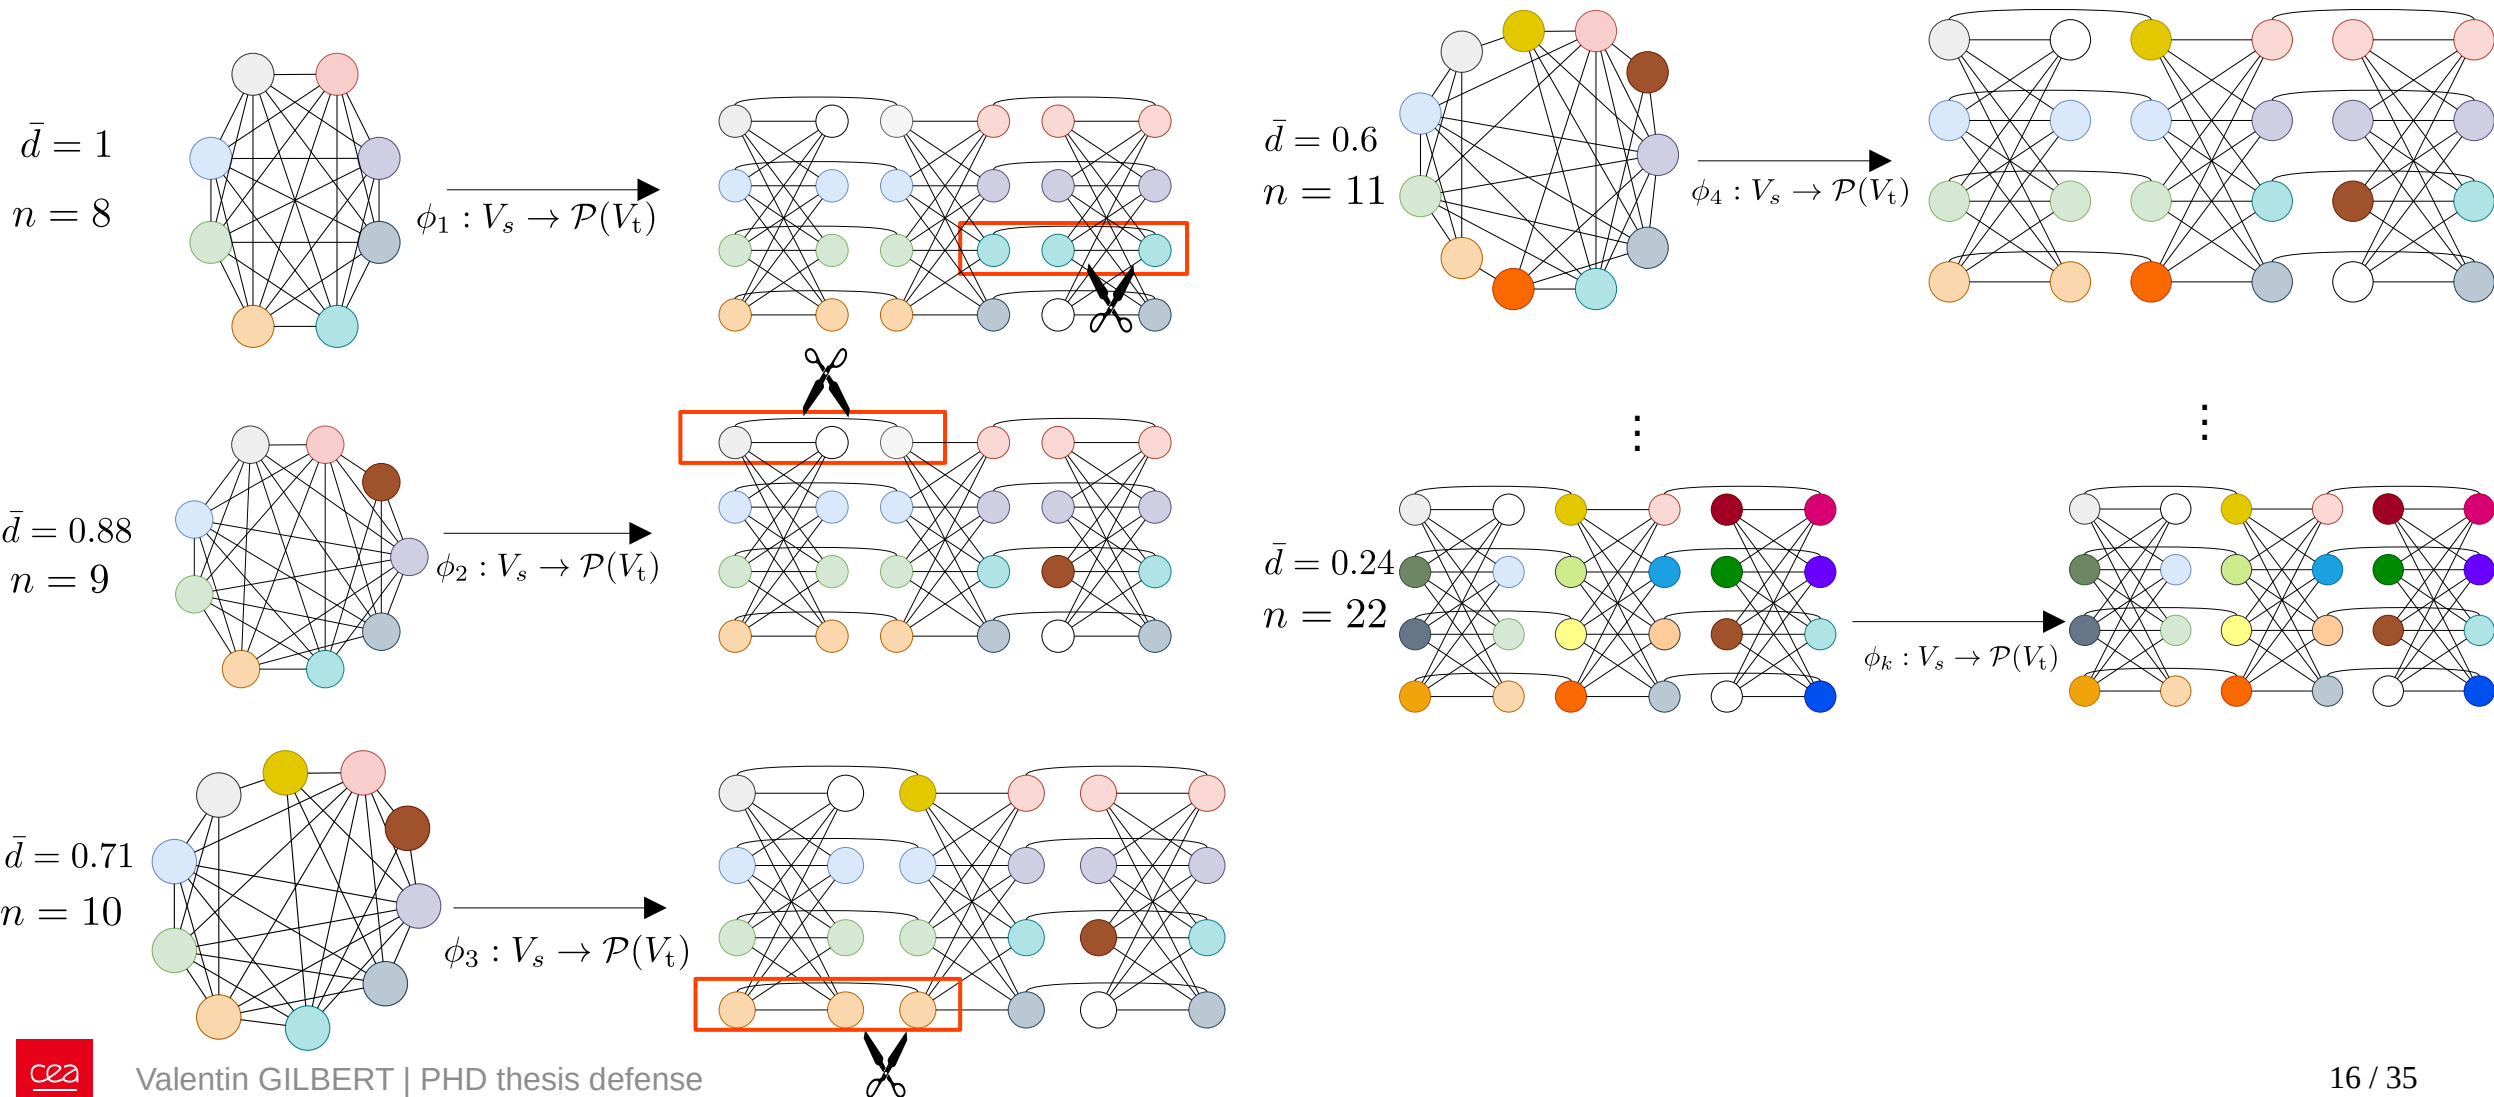 d̄ = 1
n = 8
ϕ₁ : Vₛ → 𝒫(Vₜ)
d̄ = 0.88
n = 9
ϕ₂ : Vₛ → 𝒫(Vₜ)
d̄ = 0.71
n = 10
ϕ₃ : Vₛ → 𝒫(Vₜ)
d̄ = 0.6
n = 11
ϕ₄ : Vₛ → 𝒫(Vₜ)
⋮ ⋮
d̄ = 0.24
n = 22
ϕₖ : Vₛ → 𝒫(Vₜ)
cea
Valentin GILBERT | PHD thesis defense
16 / 35